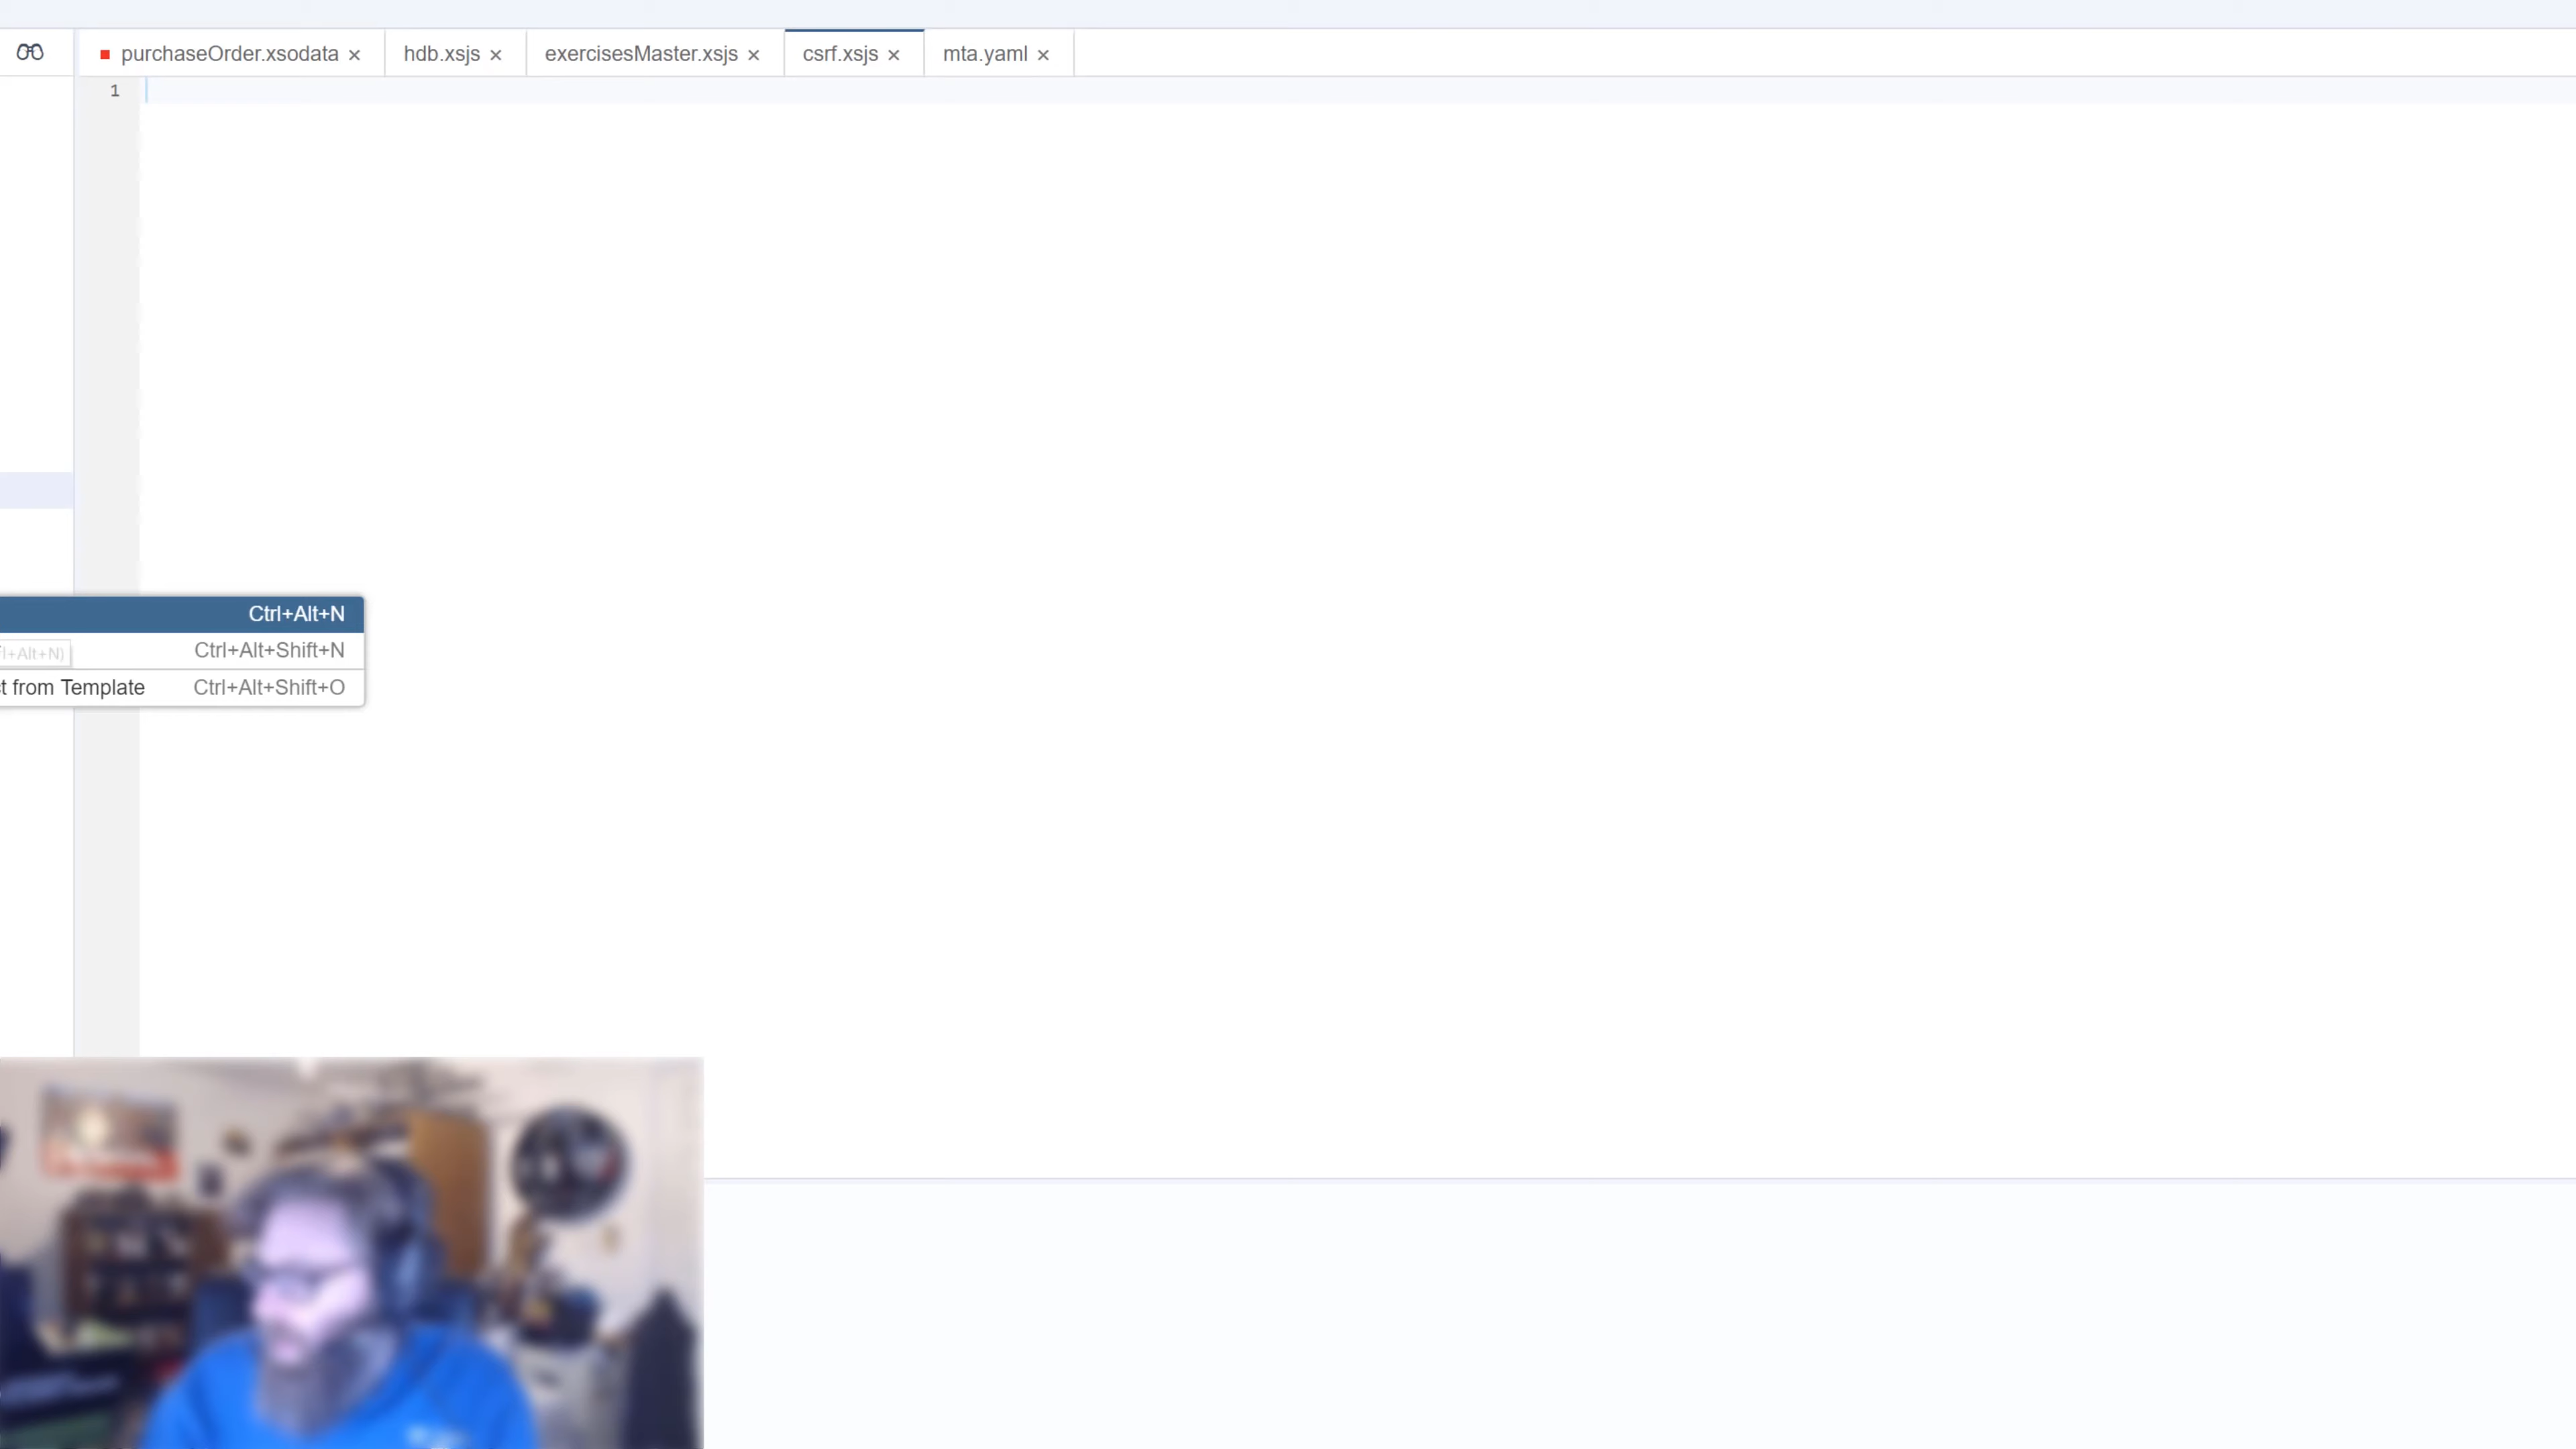 purchaseOrder.xsodata × hdb.xsjs × exercisesMaster.xsjs × csrf.xsjs × mta.yaml ×
1
Ctrl+Alt+N
l+Alt+N)
Ctrl+Alt+Shift+N
t from Template Ctrl+Alt+Shift+O